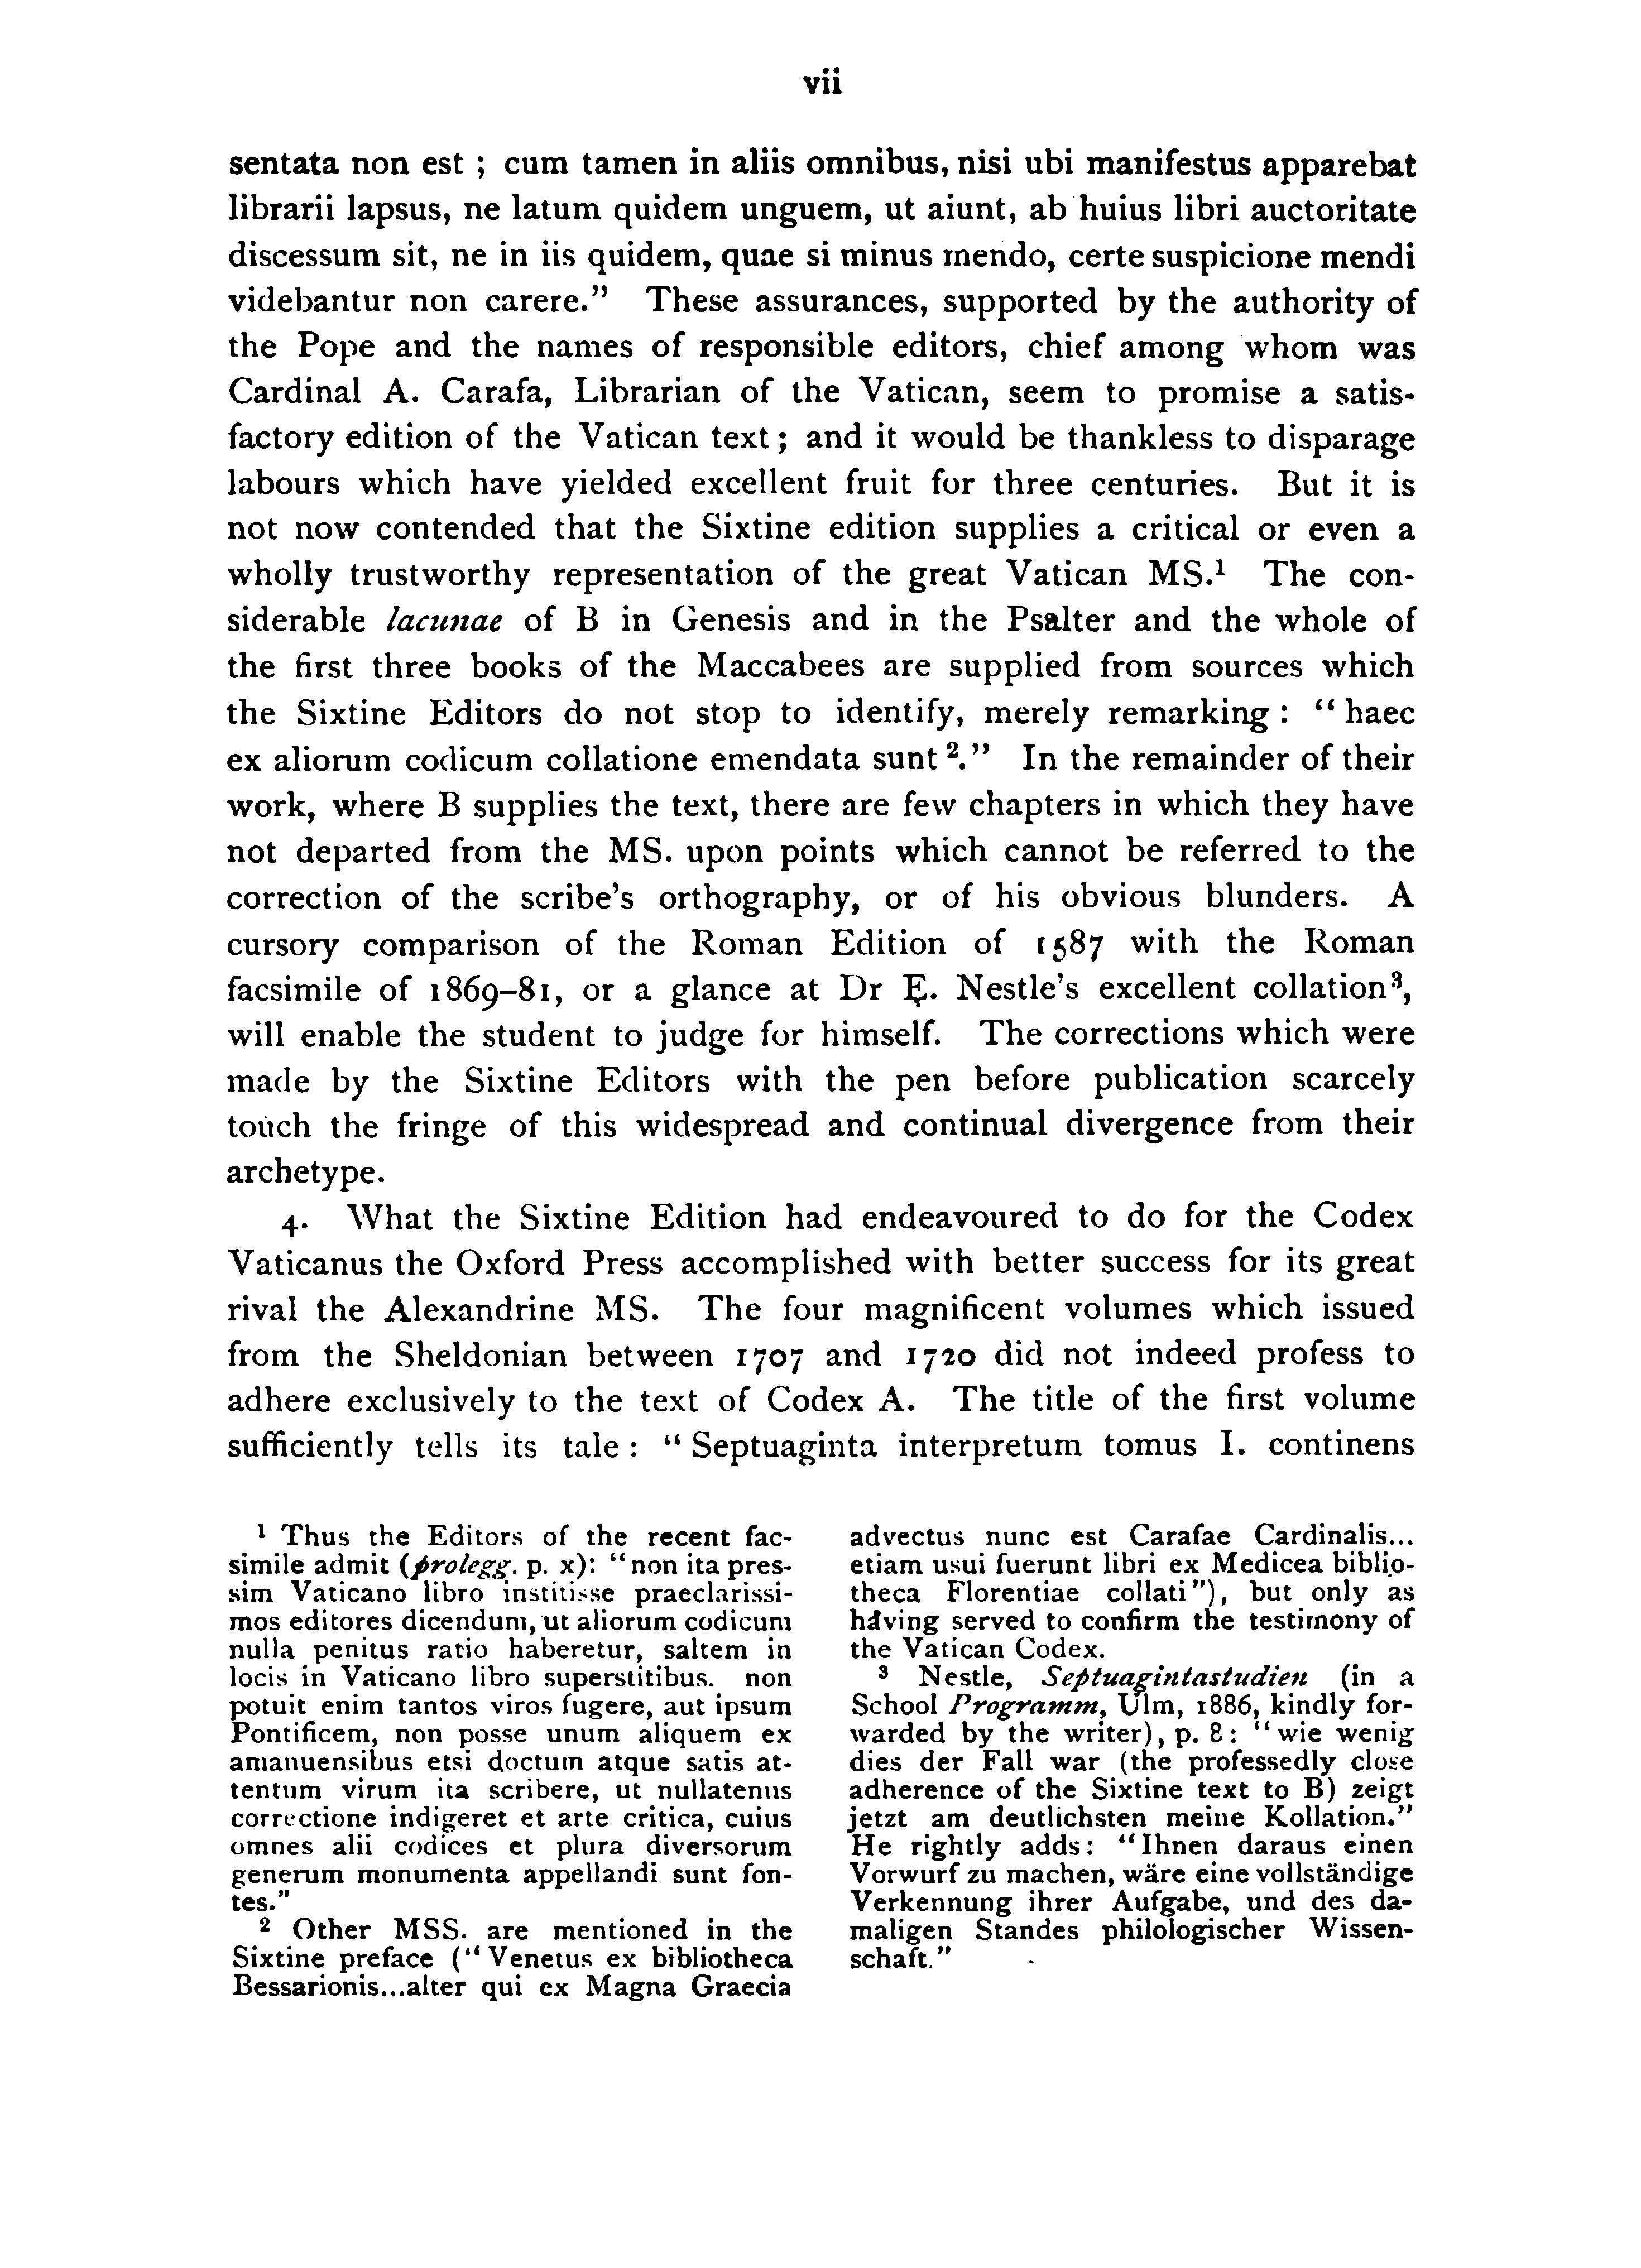 vii
sentata non est ; cum tamen in aliis omnibus, nisi ubi manifestus apparebat
librarii lapsus, ne latum quidem unguem, ut aiunt, ab huius libri auctoritate
discessum sit, ne in iis quidem, quae si minus mendo, certe suspicione mendi
videbantur non carere.” These assurances, supported by the authority of
the Pope and the names of responsible editors, chief among whom was
Cardinal A. Carafa, Librarian of the Vatican, seem to promise a satis-
factory edition of the Vatican text ; and it would be thankless to disparage
labours which have yielded excellent fruit for three centuries. But it is
not now contended that the Sixtine edition supplies a critical or even a
wholly trustworthy representation of the great Vatican MS.¹ The con-
siderable lacunae of B in Genesis and in the Psalter and the whole of
the first three books of the Maccabees are supplied from sources which
the Sixtine Editors do not stop to identify, merely remarking : “ haec
ex aliorum codicum collatione emendata sunt ².” In the remainder of their
work, where B supplies the text, there are few chapters in which they have
not departed from the MS. upon points which cannot be referred to the
correction of the scribe’s orthography, or of his obvious blunders. A
cursory comparison of the Roman Edition of 1587 with the Roman
facsimile of 1869–81, or a glance at Dr E. Nestle’s excellent collation³,
will enable the student to judge for himself. The corrections which were
made by the Sixtine Editors with the pen before publication scarcely
touch the fringe of this widespread and continual divergence from their
archetype.
4. What the Sixtine Edition had endeavoured to do for the Codex
Vaticanus the Oxford Press accomplished with better success for its great
rival the Alexandrine MS. The four magnificent volumes which issued
from the Sheldonian between 1707 and 1720 did not indeed profess to
adhere exclusively to the text of Codex A. The title of the first volume
sufficiently tells its tale : “ Septuaginta interpretum tomus I. continens
¹ Thus the Editors of the recent fac-
simile admit (prolegg. p. x): “non ita pres-
sim Vaticano libro institisse praeclarissi-
mos editores dicendum, ut aliorum codicum
nulla penitus ratio haberetur, saltem in
locis in Vaticano libro superstitibus. non
potuit enim tantos viros fugere, aut ipsum
Pontificem, non posse unum aliquem ex
amanuensibus etsi doctum atque satis at-
tentum virum ita scribere, ut nullatenus
correctione indigeret et arte critica, cuius
omnes alii codices et plura diversorum
generum monumenta appellandi sunt fon-
tes.”
² Other MSS. are mentioned in the
Sixtine preface (“Venetus ex bibliotheca
Bessarionis...alter qui ex Magna Graecia
advectus nunc est Carafae Cardinalis...
etiam usui fuerunt libri ex Medicea biblio-
theca Florentiae collati”), but only as
having served to confirm the testimony of
the Vatican Codex.
³ Nestle, Septuagintastudien (in a
School Programm, Ulm, 1886, kindly for-
warded by the writer), p. 8 : “wie wenig
dies der Fall war (the professedly close
adherence of the Sixtine text to B) zeigt
jetzt am deutlichsten meine Kollation.”
He rightly adds: “Ihnen daraus einen
Vorwurf zu machen, wäre eine vollständige
Verkennung ihrer Aufgabe, und des da-
maligen Standes philologischer Wissen-
schaft.”